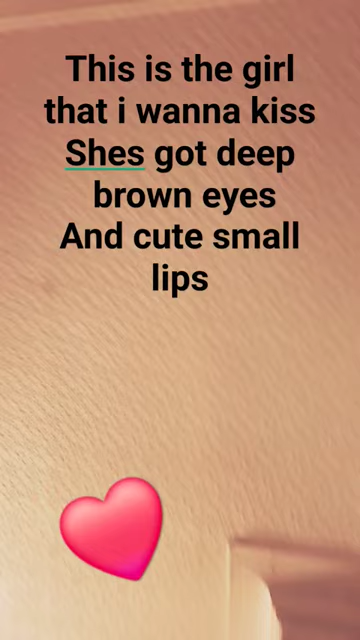 This is the girl
that i wanna kiss
Shes got deep
brown eyes
And cute small
lips